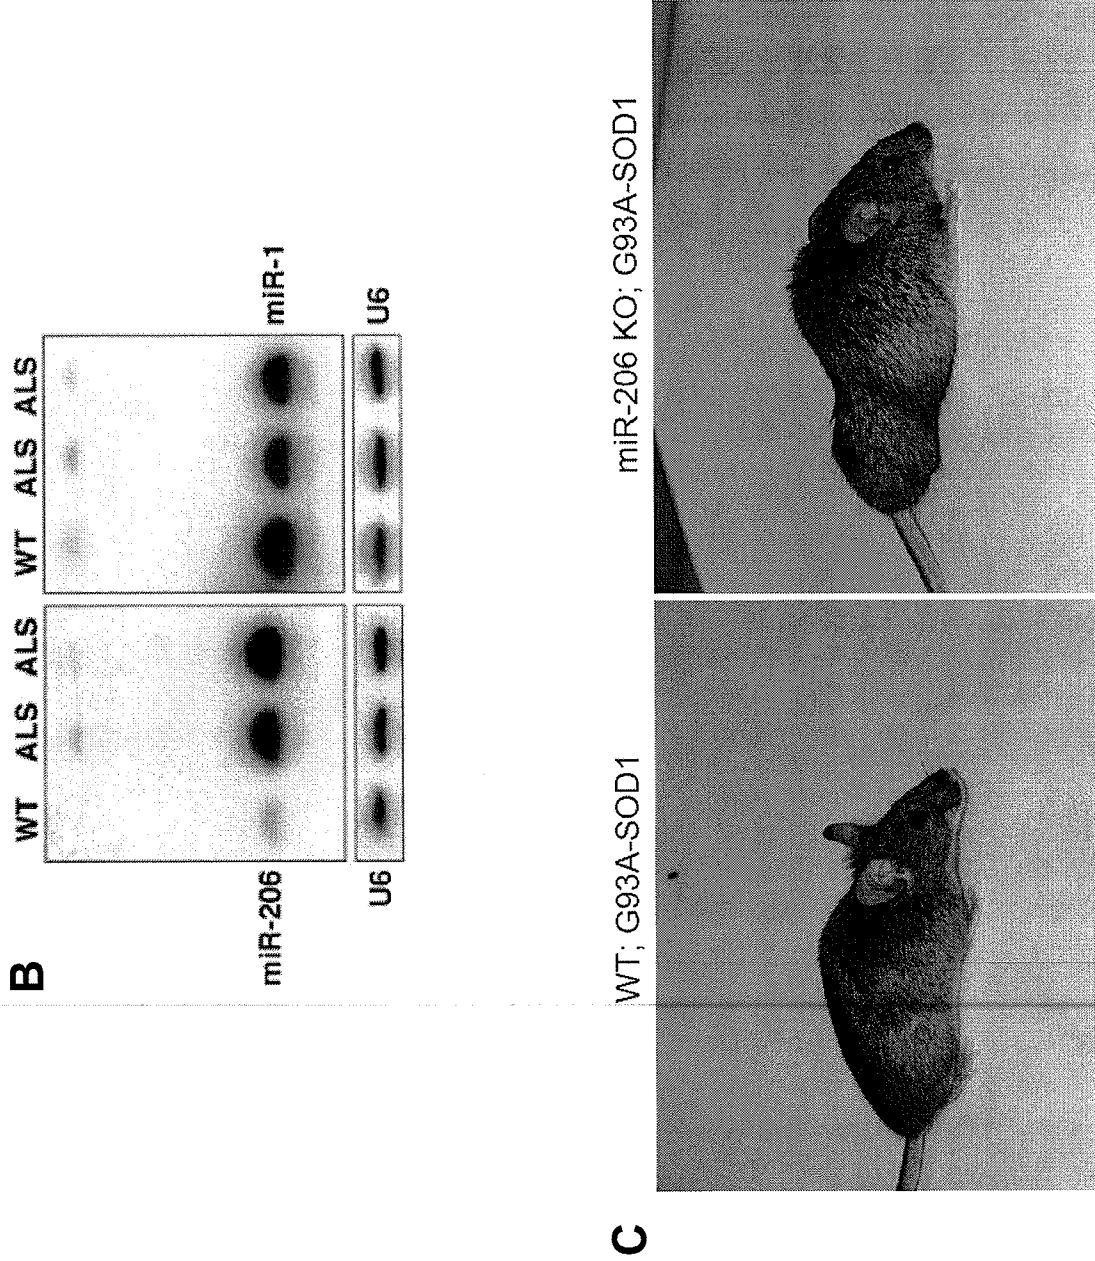 B
WT ALS ALS WT ALS ALS
miR-206 miR-1
U6 U6
C
WT; G93A-SOD1 miR-206 KO; G93A-SOD1